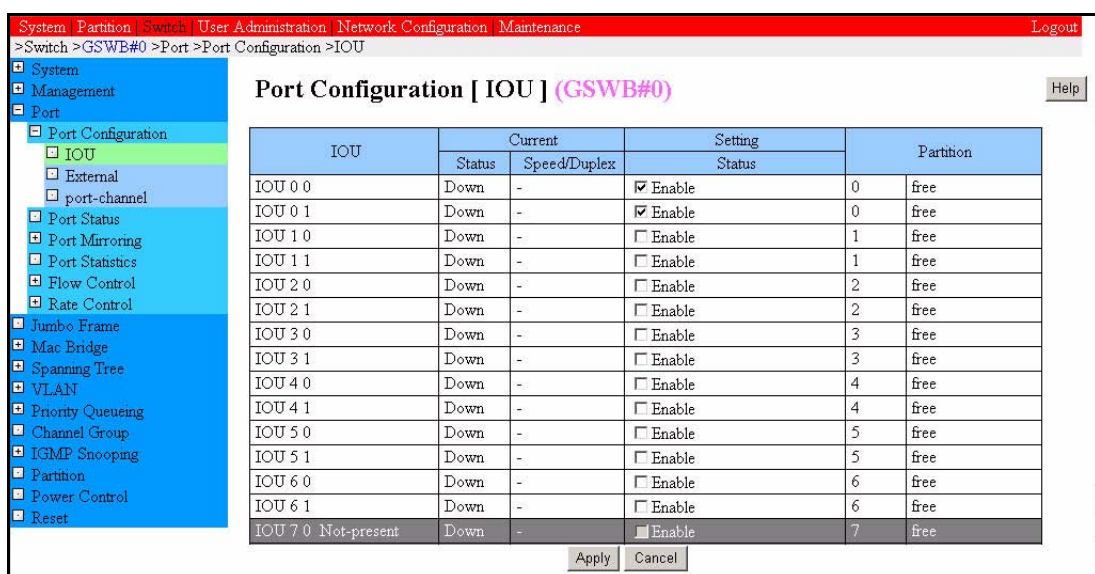 System | Partition | Switch | User Administration | Network Configuration | Maintenance Logout
>Switch >GSWB#0 >Port >Port Configuration >IOU
System
Management
Port
Port Configuration
IOU
External
port-channel
Port Status
Port Mirroring
Port Statistics
Flow Control
Rate Control
Jumbo Frame
Mac Bridge
Spanning Tree
VLAN
Priority Queueing
Channel Group
IGMP Snooping
Partition
Power Control
Reset
Port Configuration [ IOU ] (GSWB#0)
Help
IOU Current Setting Partition
Status Speed/Duplex Status
IOU 0 0 Down - Enable 0 free
IOU 0 1 Down - Enable 0 free
IOU 1 0 Down - Enable 1 free
IOU 1 1 Down - Enable 1 free
IOU 2 0 Down - Enable 2 free
IOU 2 1 Down - Enable 2 free
IOU 3 0 Down - Enable 3 free
IOU 3 1 Down - Enable 3 free
IOU 4 0 Down - Enable 4 free
IOU 4 1 Down - Enable 4 free
IOU 5 0 Down - Enable 5 free
IOU 5 1 Down - Enable 5 free
IOU 6 0 Down - Enable 6 free
IOU 6 1 Down - Enable 6 free
IOU 7 0 Not-present Down - Enable 7 free
Apply Cancel